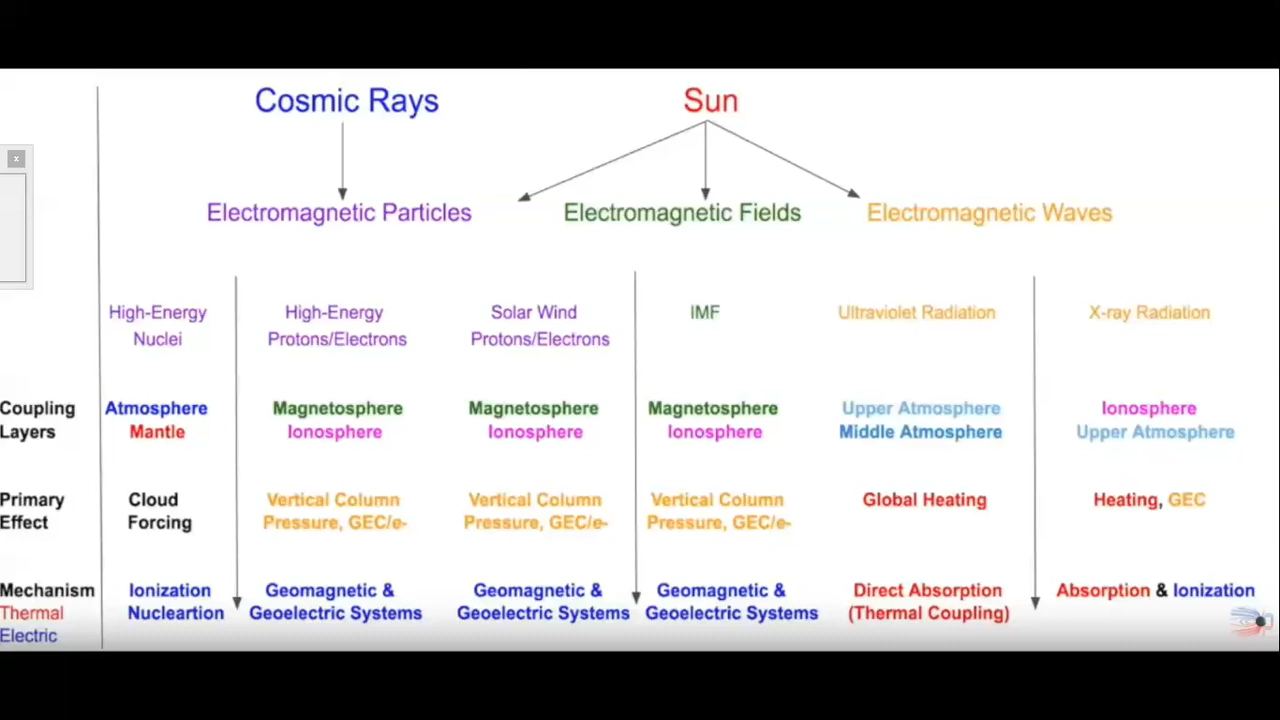 Cosmic Rays
Sun
Electromagnetic Particles
Electromagnetic Fields
Electromagnetic Waves
High-Energy
Nuclei
High-Energy
Protons/Electrons
Solar Wind
Protons/Electrons
IMF
Ultraviolet Radiation
X-ray Radiation
Coupling
Layers
Atmosphere
Mantle
Magnetosphere
Ionosphere
Magnetosphere
Ionosphere
Magnetosphere
Ionosphere
Upper Atmosphere
Middle Atmosphere
Ionosphere
Upper Atmosphere
Primary
Effect
Cloud
Forcing
Vertical Column
Pressure, GEC/e-
Vertical Column
Pressure, GEC/e-
Vertical Column
Pressure, GEC/e-
Global Heating
Heating, GEC
Mechanism
Thermal
Electric
Ionization
Nucleartion
Geomagnetic &
Geoelectric Systems
Geomagnetic &
Geoelectric Systems
Geomagnetic &
Geoelectric Systems
Direct Absorption
(Thermal Coupling)
Absorption & Ionization
x